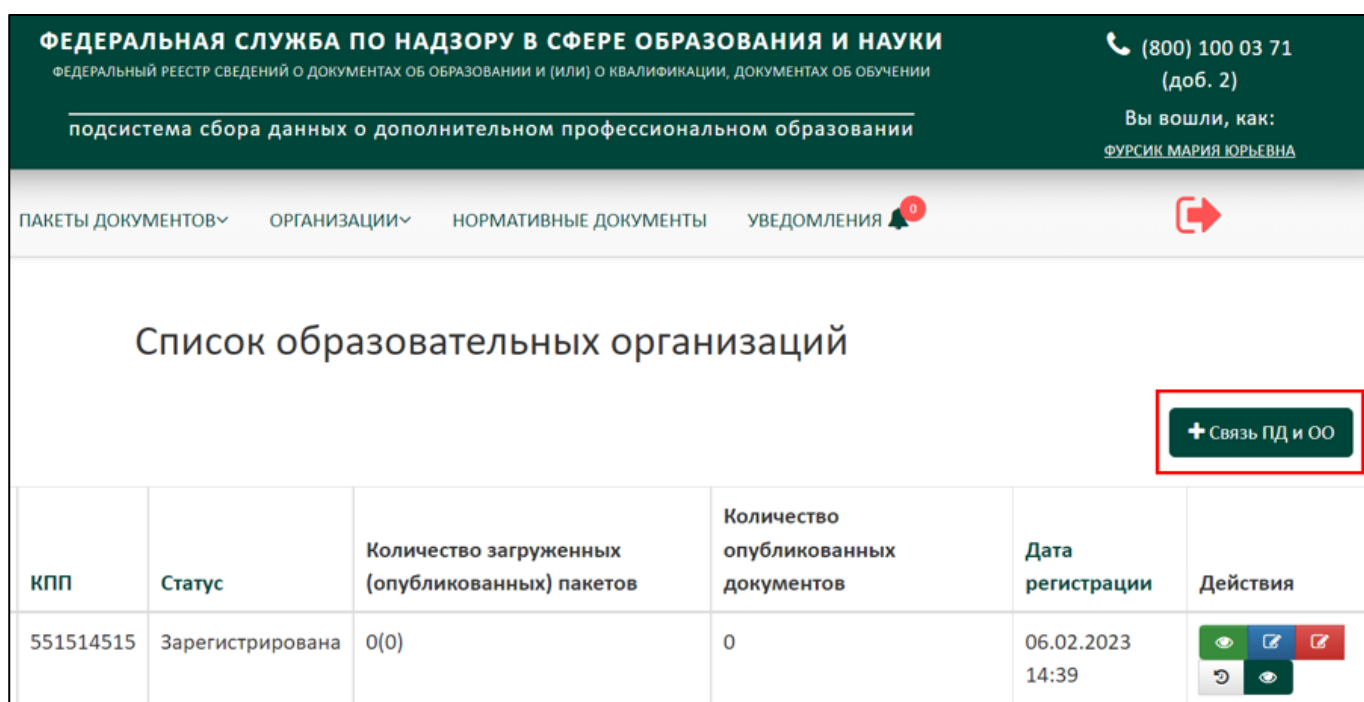 ФЕДЕРАЛЬНАЯ СЛУЖБА ПО НАДЗОРУ В СФЕРЕ ОБРАЗОВАНИЯ И НАУКИ
ФЕДЕРАЛЬНЫЙ РЕЕСТР СВЕДЕНИЙ О ДОКУМЕНТАХ ОБ ОБРАЗОВАНИИ И (ИЛИ) О КВАЛИФИКАЦИИ, ДОКУМЕНТАХ ОБ ОБУЧЕНИИ
подсистема сбора данных о дополнительном профессиональном образовании
(800) 100 03 71
(доб. 2)
Вы вошли, как:
ФУРСИК МАРИЯ ЮРЬЕВНА
ПАКЕТЫ ДОКУМЕНТОВ ОРГАНИЗАЦИИ НОРМАТИВНЫЕ ДОКУМЕНТЫ УВЕДОМЛЕНИЯ 0
Список образовательных организаций
+ Связь ПД и ОО
КПП
Статус
Количество загруженных
(опубликованных) пакетов
Количество
опубликованных
документов
Дата
регистрации
Действия
551514515
Зарегистрирована
0(0)
0
06.02.2023
14:39